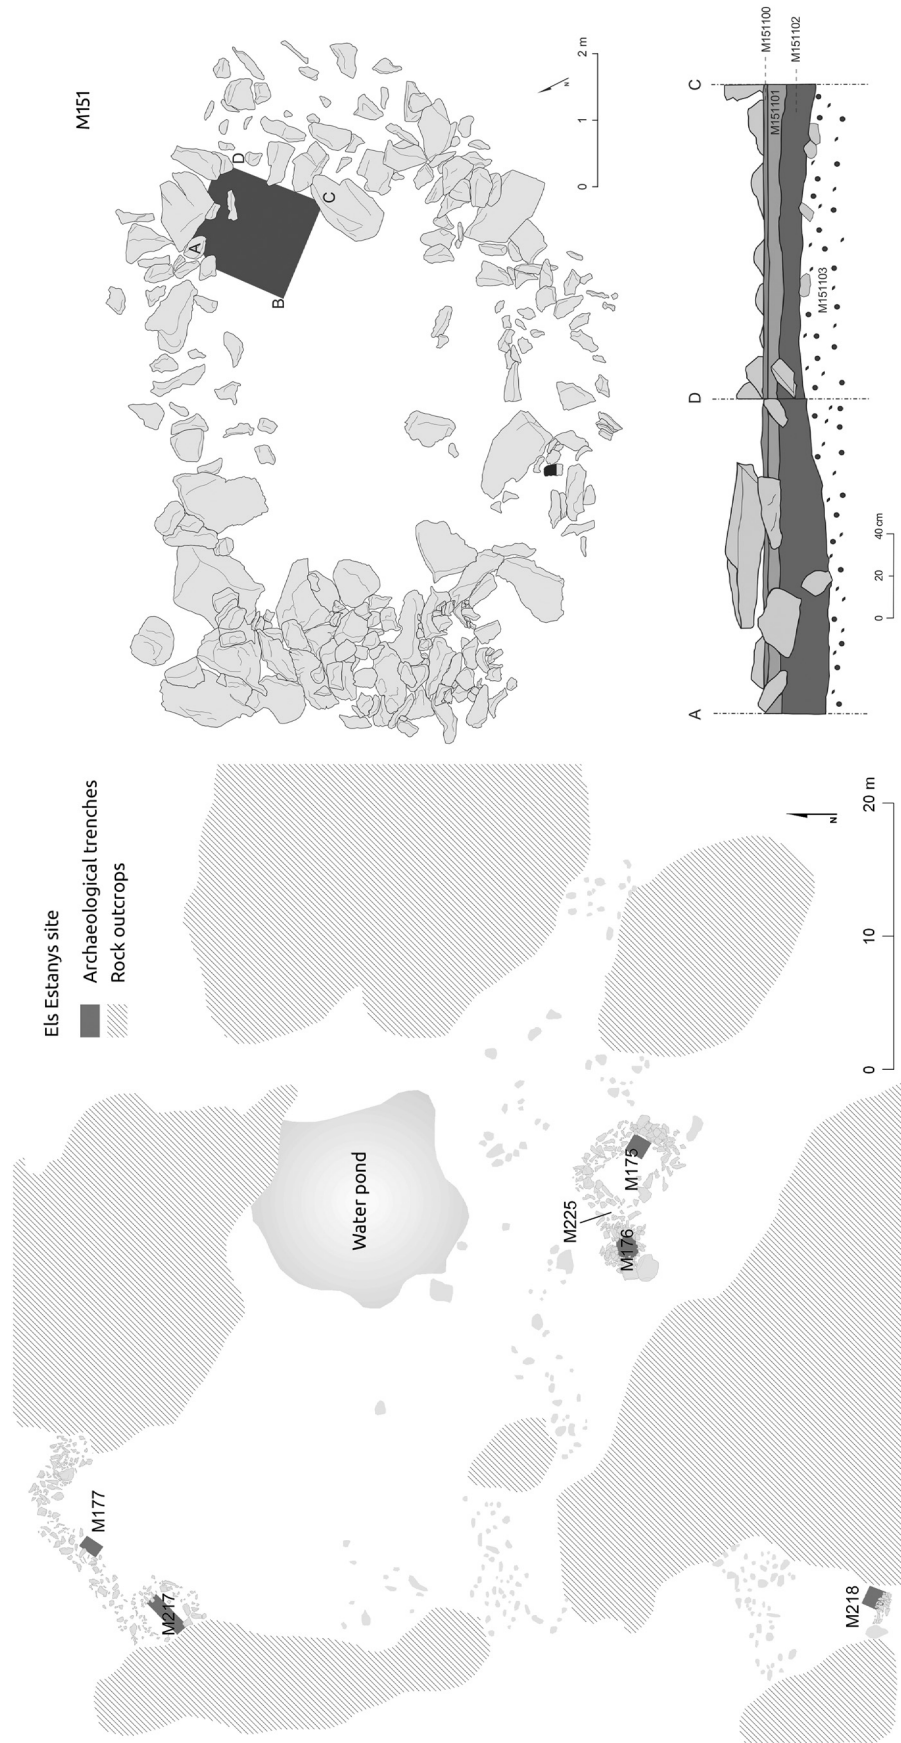 Els Estanys site
Archaeological trenches
Rock outcrops
M177
M217
Water pond
M225
M176
M175
M218
0
10
20 m
N
M151
A
B
C
D
0
1
2 m
N
A
D
C
M151100
M151101
M151102
M151103
0
20
40 cm